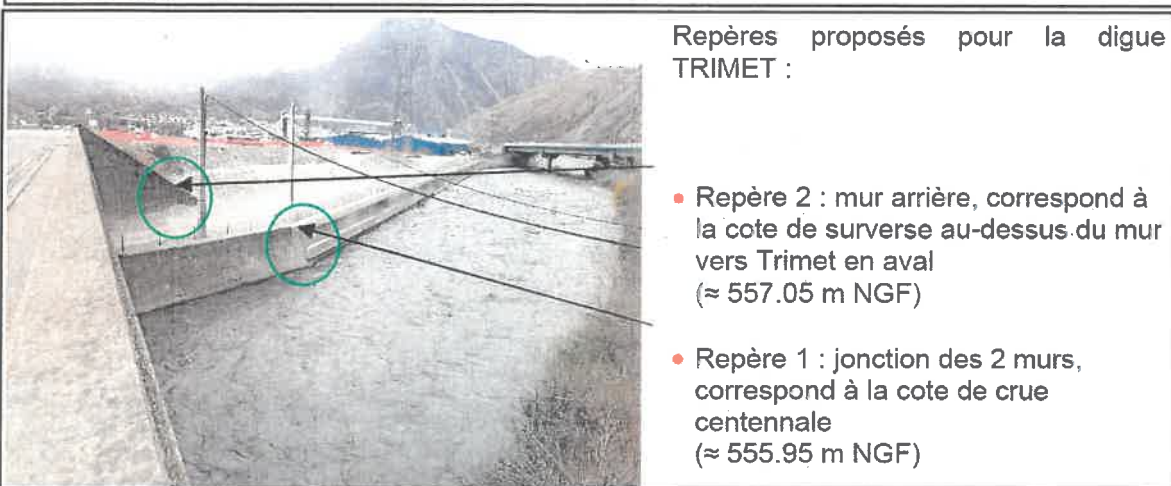 Repères proposés pour la digue
TRIMET :
• Repère 2 : mur arrière, correspond à
la cote de surverse au-dessus du mur
vers Trimet en aval
(≈ 557.05 m NGF)
• Repère 1 : jonction des 2 murs,
correspond à la cote de crue
centennale
(≈ 555.95 m NGF)